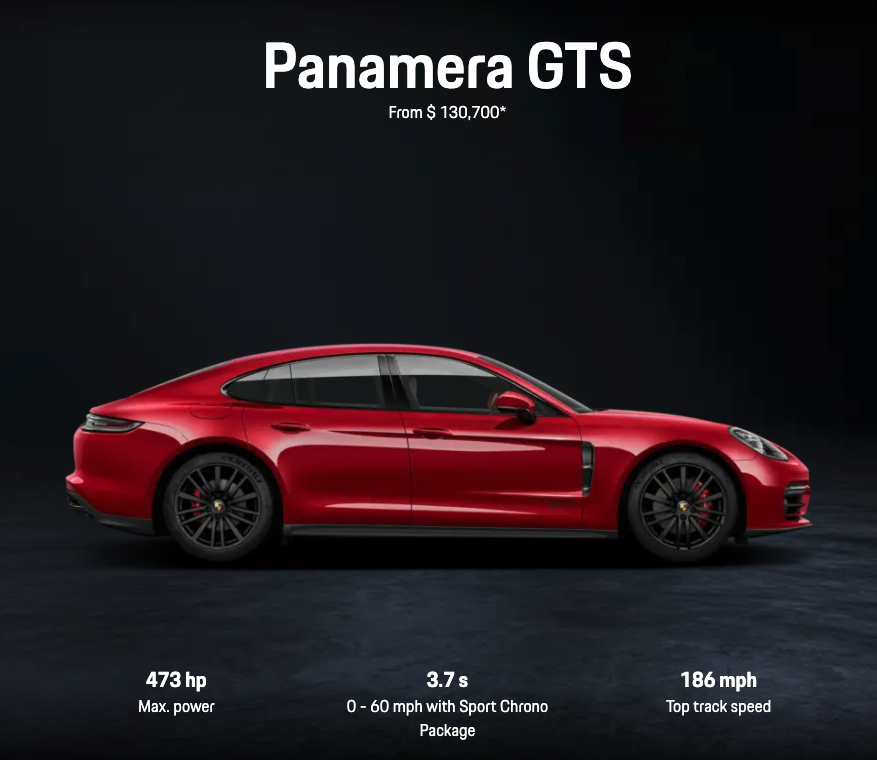 Panamera GTS
From $ 130,700*
473 hp
Max. power
3.7 s
0 - 60 mph with Sport Chrono
Package
186 mph
Top track speed